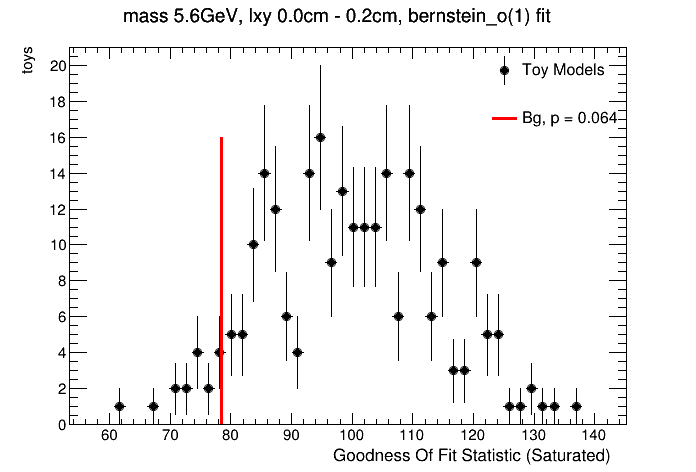 mass 5.6GeV, lxy 0.0cm - 0.2cm, bernstein_o(1) fit
toys
20
18
16
14
12
10
8
6
4
2
0
Toy Models
Bg, p = 0.064
60 70 80 90 100 110 120 130 140
Goodness Of Fit Statistic (Saturated)